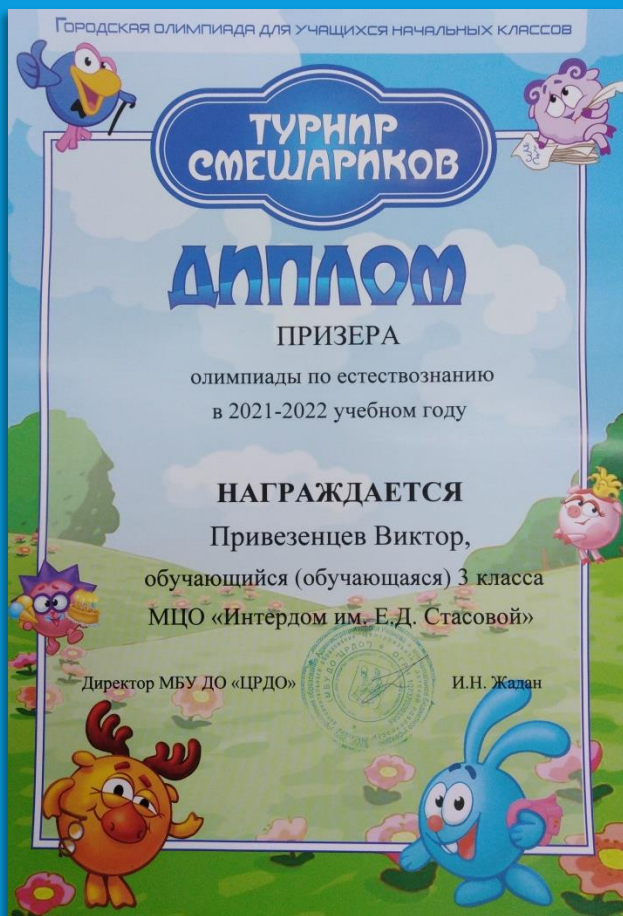 Городская олимпиада для учащихся начальных классов
ТУРНИР
СМЕШАРИКОВ
ДИПЛОМ
ПРИЗЕРА
олимпиады по естествознанию
в 2021-2022 учебном году
НАГРАЖДАЕТСЯ
Привезенцев Виктор,
обучающийся (обучающаяся) 3 класса
МЦО «Интердом им. Е.Д. Стасовой»
Директор МБУ ДО «ЦРДО» И.Н. Жадан